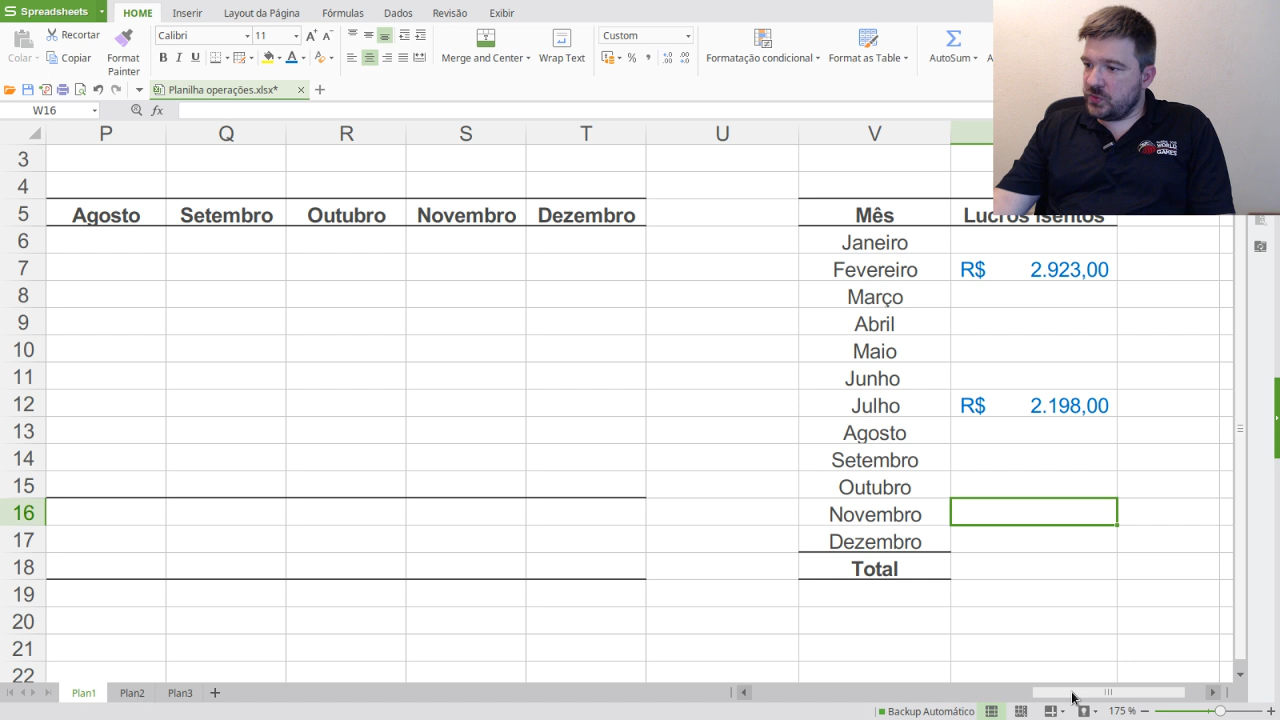 Spreadsheets
HOME Inserir Layout da Página Fórmulas Dados Revisão Exibir
Colar Recortar Copiar Format Painter
Calibri 11
B I U A
Merge and Center Wrap Text
Custom
Formatação condicional Format as Table AutoSum
Planilha operações.xlsx*
W16 fx
P Q R S T U V
3
4
5 Agosto Setembro Outubro Novembro Dezembro Mês Lucros Isentos
6 Janeiro
7 Fevereiro R$ 2.923,00
8 Março
9 Abril
10 Maio
11 Junho
12 Julho R$ 2.198,00
13 Agosto
14 Setembro
15 Outubro
16 Novembro
17 Dezembro
18 Total
19
20
21
22
Plan1 Plan2 Plan3
Backup Automático 175 %
WORLD
GAMES